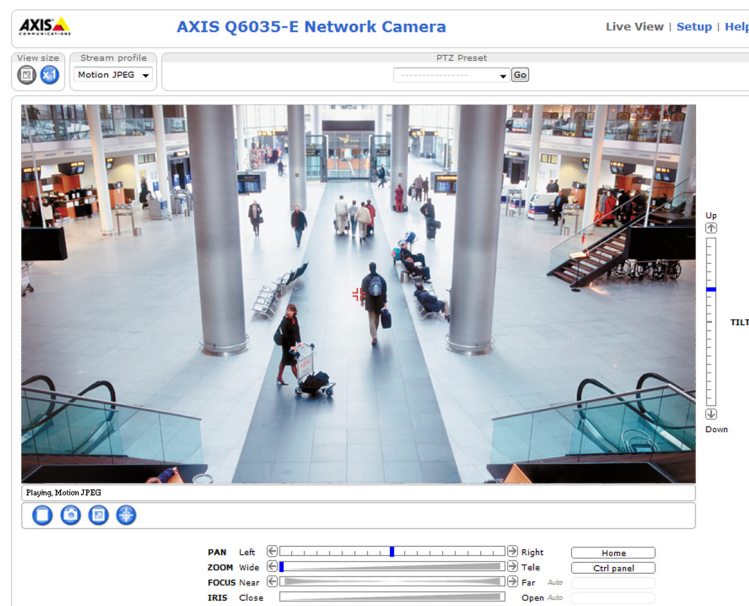 AXIS
COMMUNICATIONS
AXIS Q6035-E Network Camera
Live View | Setup | Help
View size
Stream profile
PTZ Preset
x1
Motion JPEG
----------------
Go
Up
TILT
Down
Playing, Motion JPEG
PAN Left Right Home
ZOOM Wide Tele Ctrl panel
FOCUS Near Far Auto
IRIS Close Open Auto